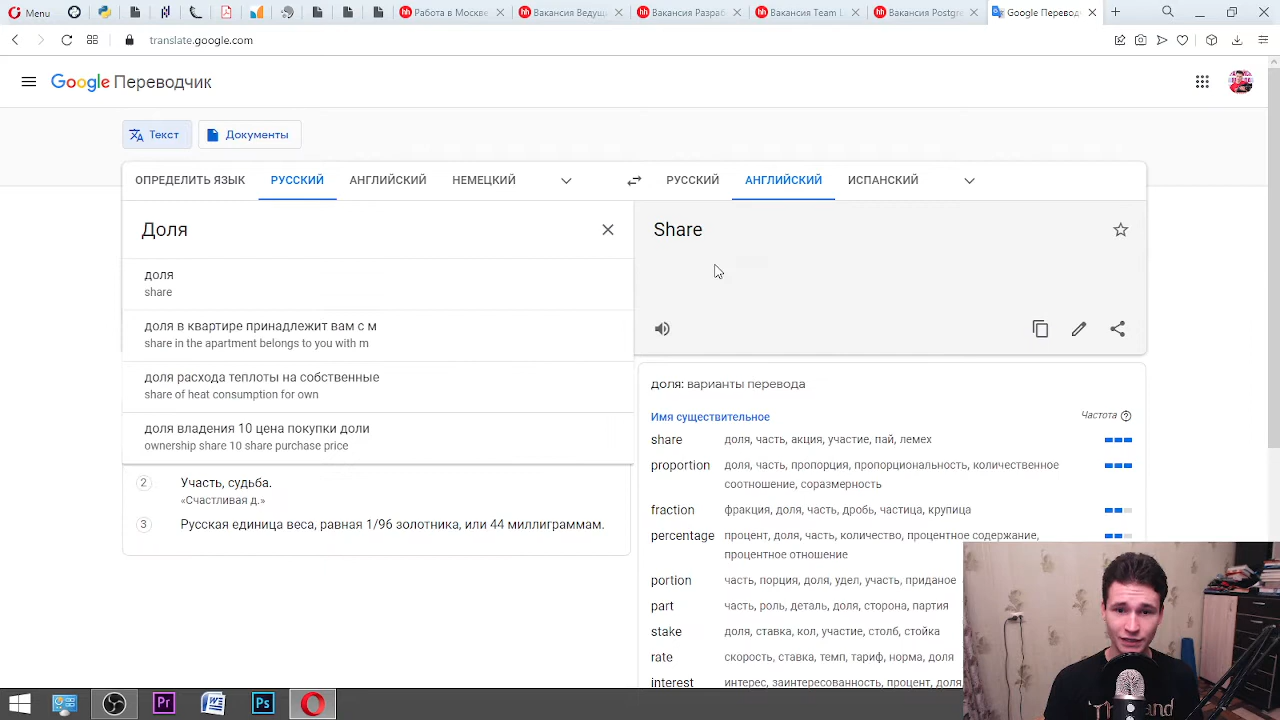 Работа в Москве
Вакансия Ведущ
Вакансия Разраб
Вакансия Team L
Вакансия Postgre
Google Перевод
translate.google.com
Google Переводчик
Текст
Документы
ОПРЕДЕЛИТЬ ЯЗЫК
РУССКИЙ
АНГЛИЙСКИЙ
НЕМЕЦКИЙ
РУССКИЙ
АНГЛИЙСКИЙ
ИСПАНСКИЙ
Доля
Share
доля
share
доля в квартире принадлежит вам с м
share in the apartment belongs to you with m
доля расхода теплоты на собственные
share of heat consumption for own
доля владения 10 цена покупки доли
ownership share 10 share purchase price
2 Участь, судьба.
«Счастливая д.»
3 Русская единица веса, равная 1/96 золотника, или 44 миллиграммам.
доля: варианты перевода
Имя существительное Частота
share доля, часть, акция, участие, пай, лемех
proportion доля, часть, пропорция, пропорциональность, количественное
соотношение, соразмерность
fraction фракция, доля, часть, дробь, частица, крупица
percentage процент, доля, часть, количество, процентное содержание,
процентное отношение
portion часть, порция, доля, удел, участь, приданое
part часть, роль, деталь, доля, сторона, партия
stake доля, ставка, кол, участие, столб, стойка
rate скорость, ставка, темп, тариф, норма, доля
interest интерес, заинтересованность, процент, доля,